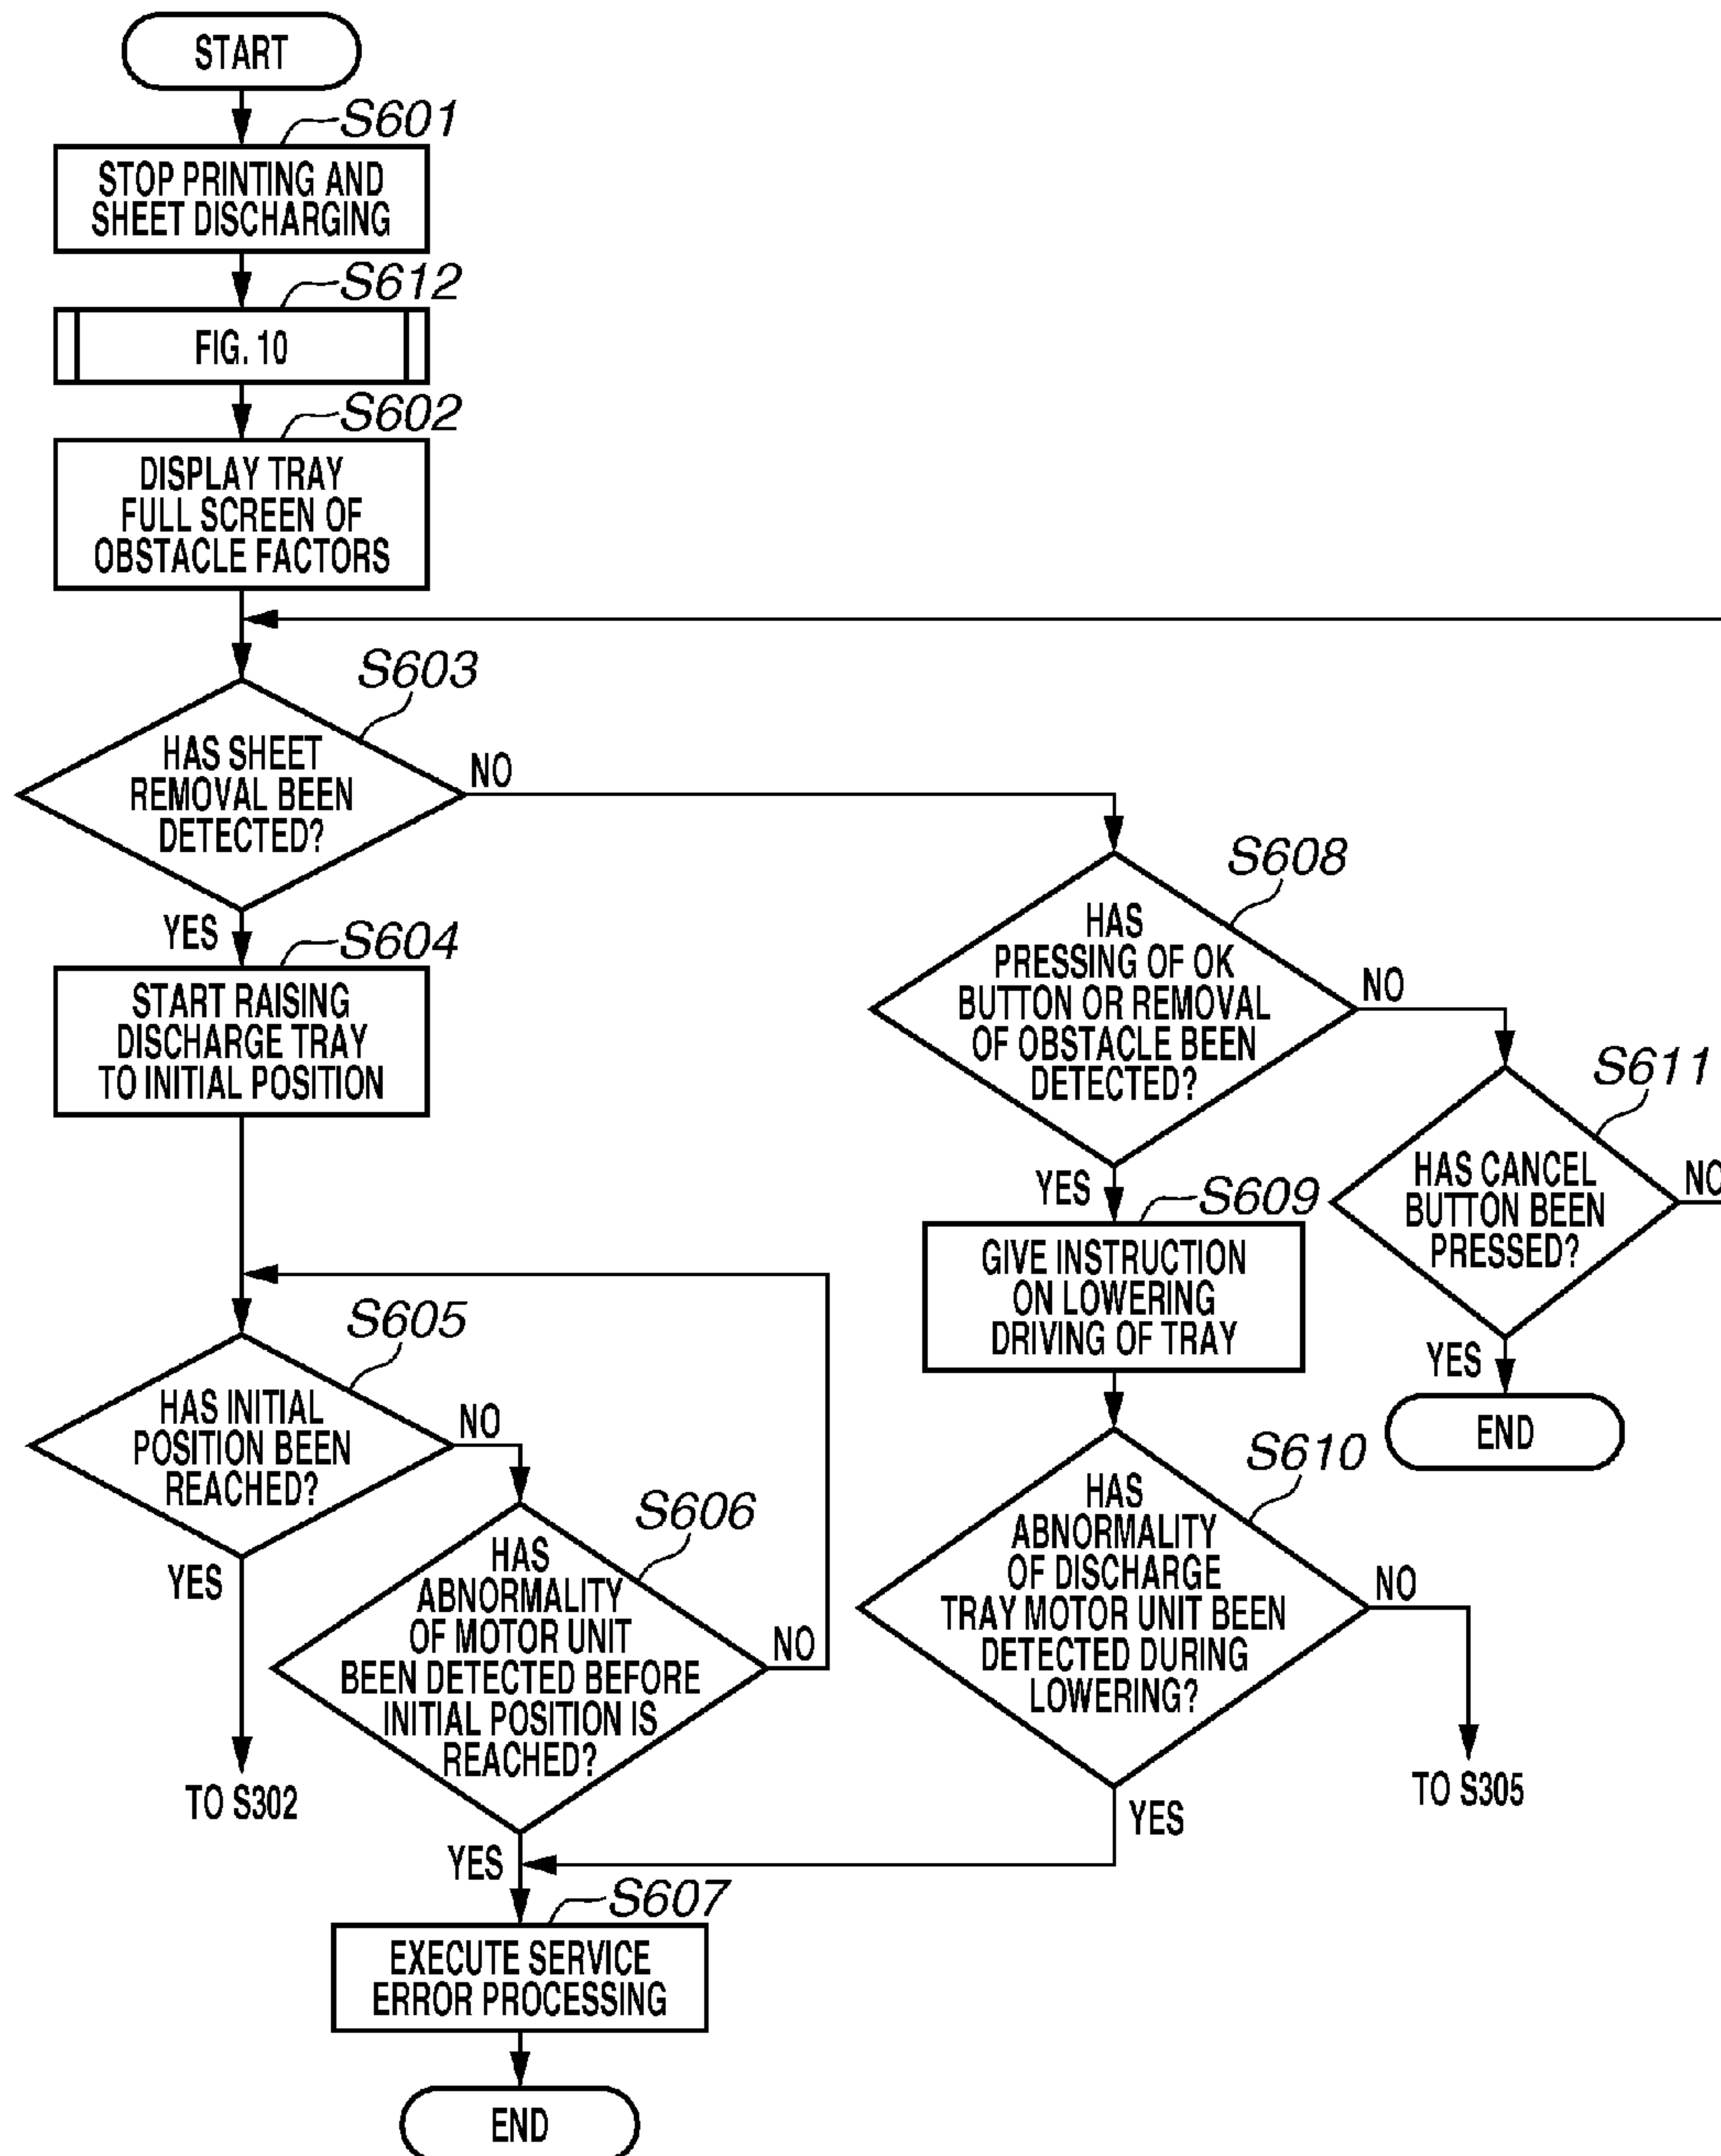 START
S601
STOP PRINTING AND
SHEET DISCHARGING
S612
FIG. 10
S602
DISPLAY TRAY
FULL SCREEN OF
OBSTACLE FACTORS
S603
HAS SHEET
REMOVAL BEEN
DETECTED?
NO
YES
S604
START RAISING
DISCHARGE TRAY
TO INITIAL POSITION
S605
HAS INITIAL
POSITION BEEN
REACHED?
NO
YES
TO S302
S606
HAS
ABNORMALITY
OF MOTOR UNIT
BEEN DETECTED BEFORE
INITIAL POSITION IS
REACHED?
NO
YES
S607
EXECUTE SERVICE
ERROR PROCESSING
END
S608
HAS
PRESSING OF OK
BUTTON OR REMOVAL
OF OBSTACLE BEEN
DETECTED?
NO
YES
S609
GIVE INSTRUCTION
ON LOWERING
DRIVING OF TRAY
S610
HAS
ABNORMALITY
OF DISCHARGE
TRAY MOTOR UNIT BEEN
DETECTED DURING
LOWERING?
NO
YES
TO S305
S611
HAS CANCEL
BUTTON BEEN
PRESSED?
NO
YES
END